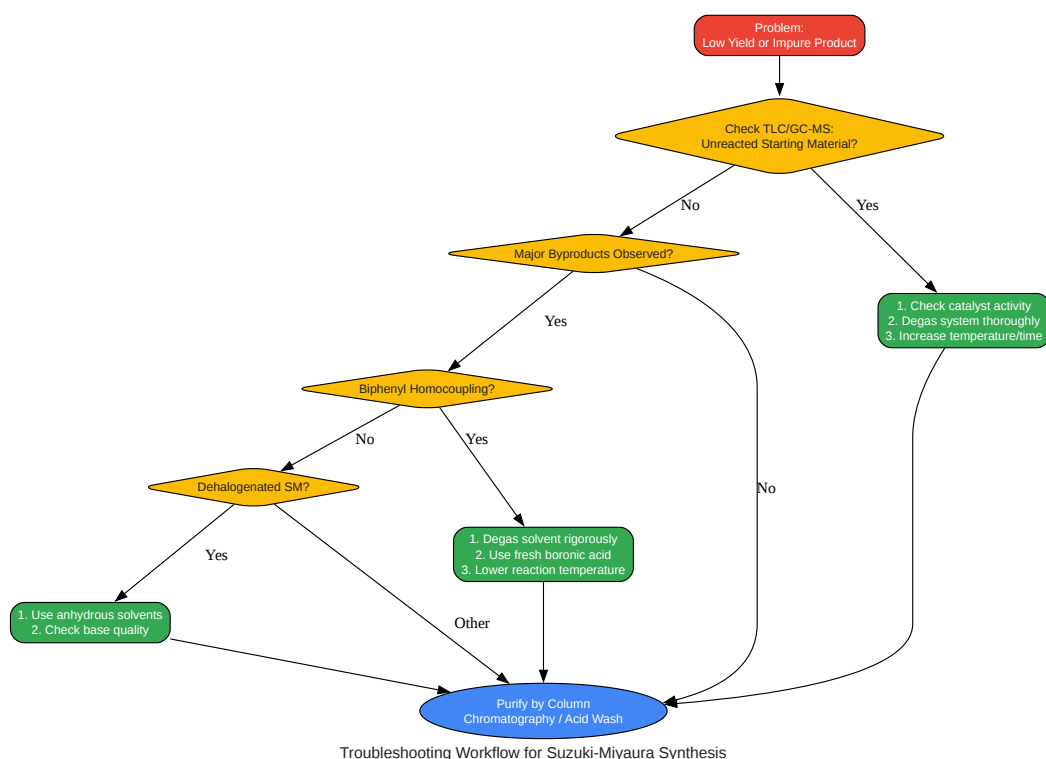 Problem:
Low Yield or Impure Product
Check TLC/GC-MS:
Unreacted Starting Material?
No
Yes
Major Byproducts Observed?
1. Check catalyst activity
2. Degas system thoroughly
3. Increase temperature/time
Yes
Biphenyl Homocoupling?
No
Yes
Dehalogenated SM?
No
1. Degas solvent rigorously
2. Use fresh boronic acid
3. Lower reaction temperature
Yes
1. Use anhydrous solvents
2. Check base quality
Other
Purify by Column
Chromatography / Acid Wash
Troubleshooting Workflow for Suzuki-Miyaura Synthesis